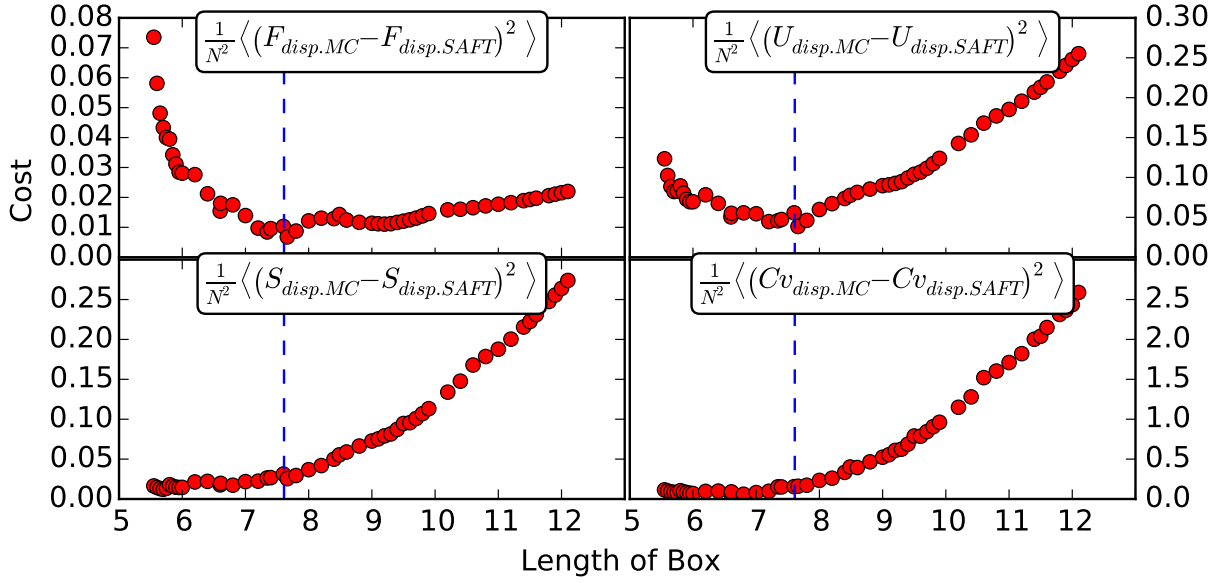 0.08 1/N² ⟨(F_disp.MC−F_disp.SAFT)²⟩ 1/N² ⟨(U_disp.MC−U_disp.SAFT)²⟩ 0.30
0.07
0.06 0.25
0.05 0.20
0.04 0.15
0.03
0.02 0.10
0.01 0.05
0.00 0.00
Cost
1/N² ⟨(S_disp.MC−S_disp.SAFT)²⟩ 1/N² ⟨(Cv_disp.MC−Cv_disp.SAFT)²⟩
0.25 2.5
0.20 2.0
0.15 1.5
0.10 1.0
0.05 0.5
0.00 0.0
5 6 7 8 9 10 11 12 5 6 7 8 9 10 11 12
Length of Box